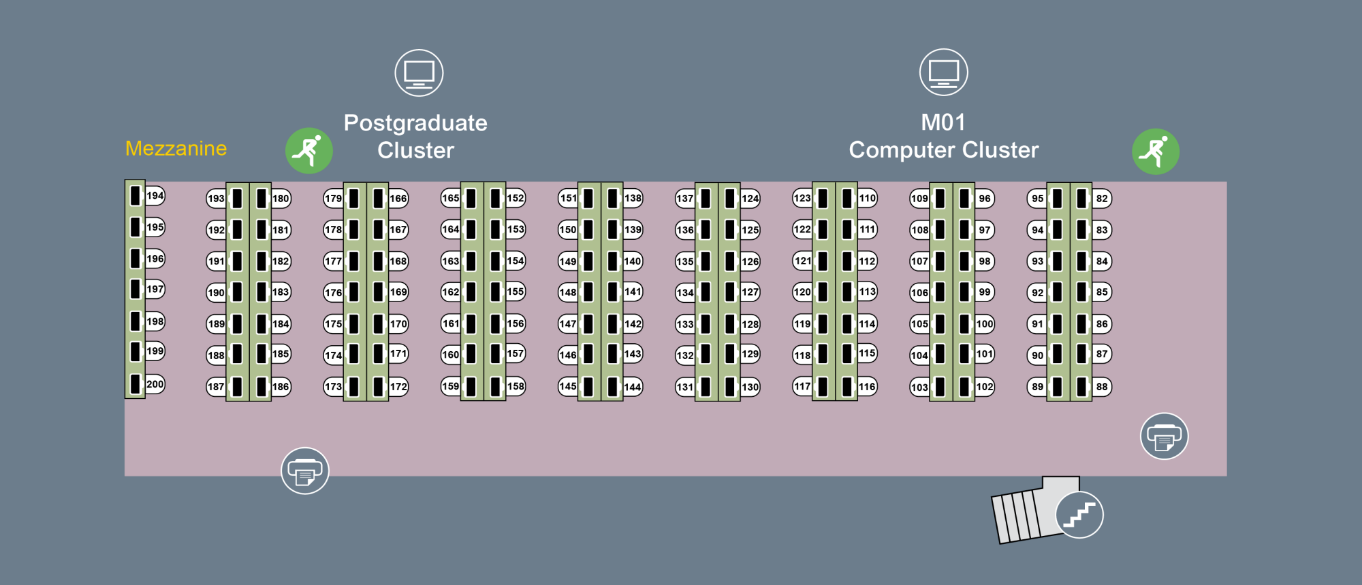 Postgraduate
Cluster
M01
Computer Cluster
Mezzanine
194 193 180 179 166 165 152 151 138 137 124 123 110 109 96 95 82
195 192 181 178 167 164 153 150 139 136 125 122 111 108 97 94 83
196 191 182 177 168 163 154 149 140 135 126 121 112 107 98 93 84
197 190 183 176 169 162 155 148 141 134 127 120 113 106 99 92 85
198 189 184 175 170 161 156 147 142 133 128 119 114 105 100 91 86
199 188 185 174 171 160 157 146 143 132 129 118 115 104 101 90 87
200 187 186 173 172 159 158 145 144 131 130 117 116 103 102 89 88